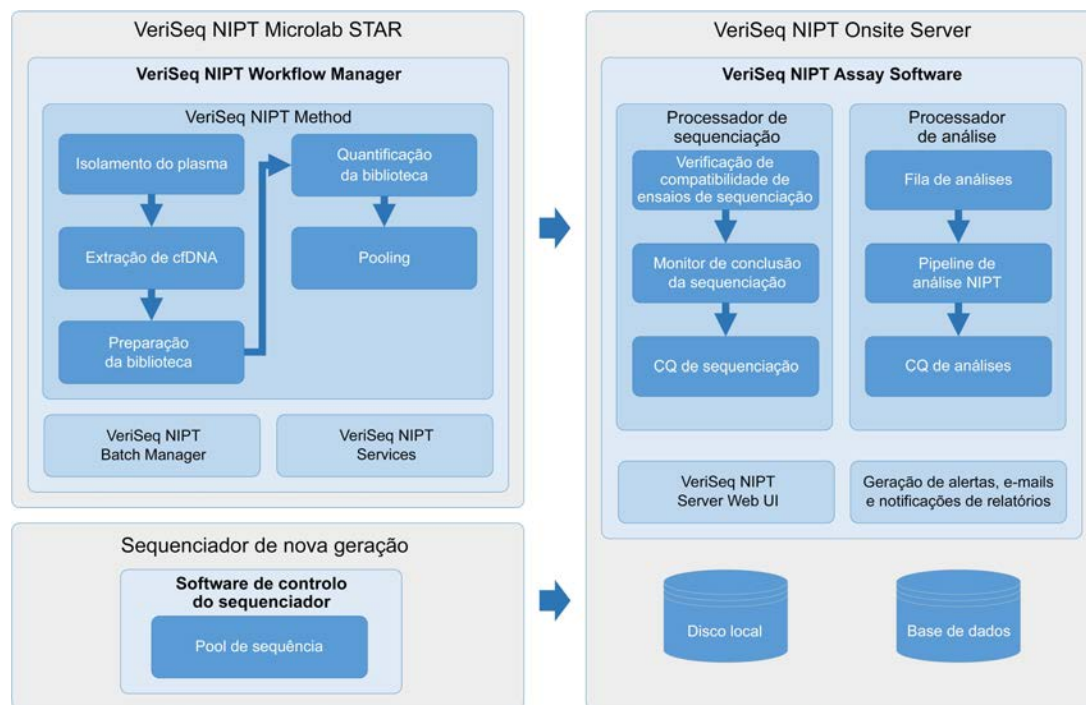 VeriSeq NIPT Microlab STAR
VeriSeq NIPT Workflow Manager
VeriSeq NIPT Method
Isolamento do plasma
Extração de cfDNA
Preparação
da biblioteca
Quantificação
da biblioteca
Pooling
VeriSeq NIPT
Batch Manager
VeriSeq NIPT
Services
Sequenciador de nova geração
Software de controlo
do sequenciador
Pool de sequência
VeriSeq NIPT Onsite Server
VeriSeq NIPT Assay Software
Processador de
sequenciação
Verificação de
compatibilidade de
ensaios de sequenciação
Monitor de conclusão
da sequenciação
CQ de sequenciação
Processador
de análise
Fila de análises
Pipeline de
análise NIPT
CQ de análises
VeriSeq NIPT
Server Web UI
Geração de alertas, e-mails
e notificações de relatórios
Disco local
Base de dados